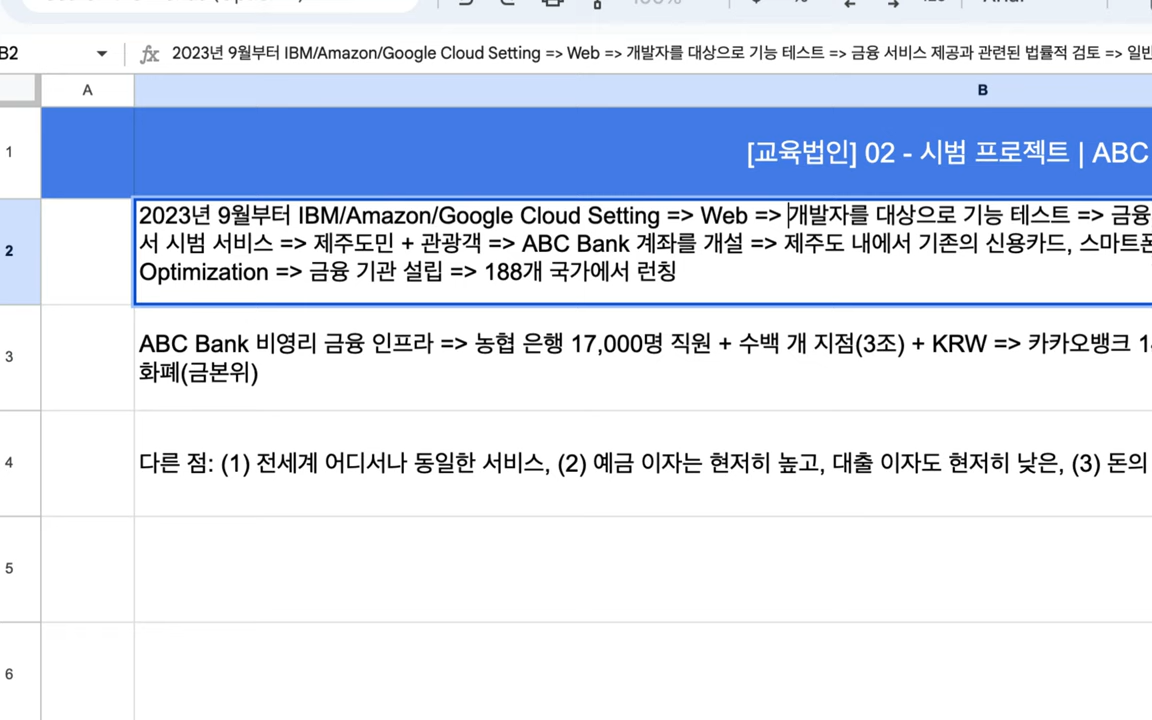 B2
fx 2023년 9월부터 IBM/Amazon/Google Cloud Setting => Web => 개발자를 대상으로 기능 테스트 => 금융 서비스 제공과 관련된 법률적 검토 => 일반
A B
1 [교육법인] 02 - 시범 프로젝트 | ABC
2023년 9월부터 IBM/Amazon/Google Cloud Setting => Web => 개발자를 대상으로 기능 테스트 => 금융
2 서 시범 서비스 => 제주도민 + 관광객 => ABC Bank 계좌를 개설 => 제주도 내에서 기존의 신용카드, 스마트폰
Optimization => 금융 기관 설립 => 188개 국가에서 런칭
3 ABC Bank 비영리 금융 인프라 => 농협 은행 17,000명 직원 + 수백 개 지점(3조) + KRW => 카카오뱅크
화폐(금본위)
4 다른 점: (1) 전세계 어디서나 동일한 서비스, (2) 예금 이자는 현저히 높고, 대출 이자도 현저히 낮은, (3) 돈의
5
6